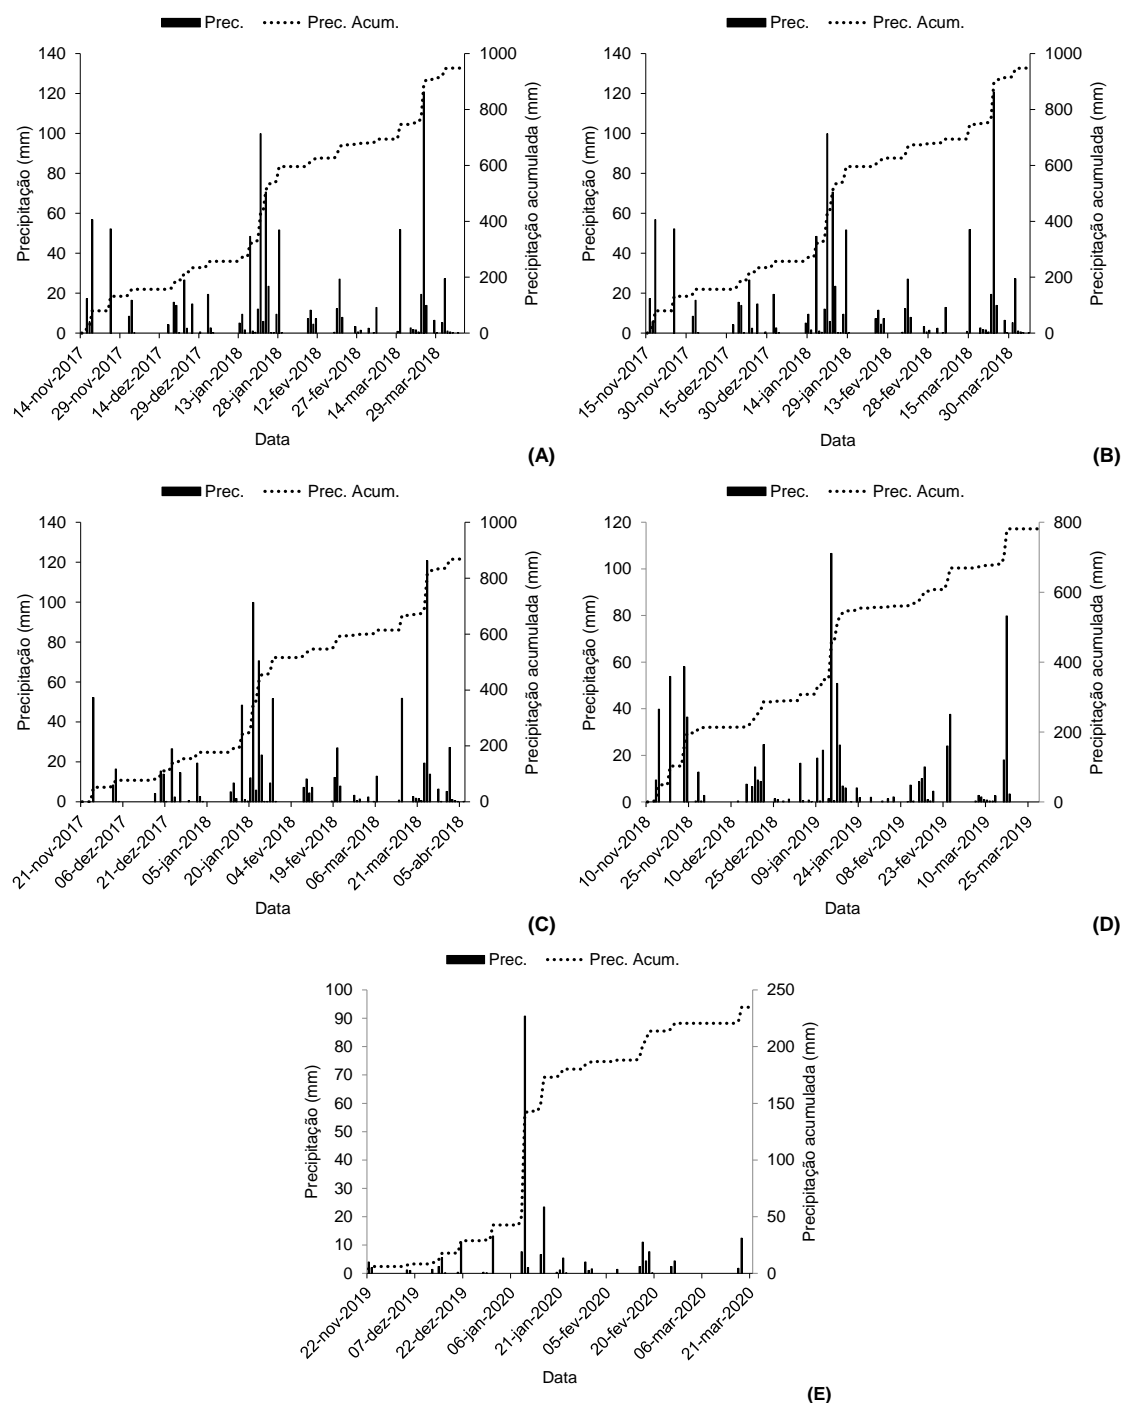 Prec. Prec. Acum.
Precipitação (mm)
140
120
100
80
60
40
20
0
1000
800
600
400
200
0
Precipitação acumulada (mm)
14-nov-2017
29-nov-2017
14-dez-2017
29-dez-2017
13-jan-2018
28-jan-2018
12-fev-2018
27-fev-2018
14-mar-2018
29-mar-2018
Data
(A)
Prec. Prec. Acum.
Precipitação (mm)
140
120
100
80
60
40
20
0
1000
800
600
400
200
0
Precipitação acumulada (mm)
15-nov-2017
30-nov-2017
15-dez-2017
30-dez-2017
14-jan-2018
29-jan-2018
13-fev-2018
28-fev-2018
15-mar-2018
30-mar-2018
Data
(B)
Prec. Prec. Acum.
Precipitação (mm)
140
120
100
80
60
40
20
0
1000
800
600
400
200
0
Precipitação acumulada (mm)
21-nov-2017
06-dez-2017
21-dez-2017
05-jan-2018
20-jan-2018
04-fev-2018
19-fev-2018
06-mar-2018
21-mar-2018
05-abr-2018
Data
(C)
Prec. Prec. Acum.
Precipitação (mm)
120
100
80
60
40
20
0
800
700
600
500
400
300
200
100
0
Precipitação acumulada (mm)
10-nov-2018
25-nov-2018
10-dez-2018
25-dez-2018
09-jan-2019
24-jan-2019
08-fev-2019
23-fev-2019
10-mar-2019
25-mar-2019
Data
(D)
Prec. Prec. Acum.
Precipitação (mm)
100
90
80
70
60
50
40
30
20
10
0
250
200
150
100
50
0
Precipitação acumulada (mm)
22-nov-2019
07-dez-2019
22-dez-2019
06-jan-2020
21-jan-2020
05-fev-2020
20-fev-2020
06-mar-2020
21-mar-2020
Data
(E)